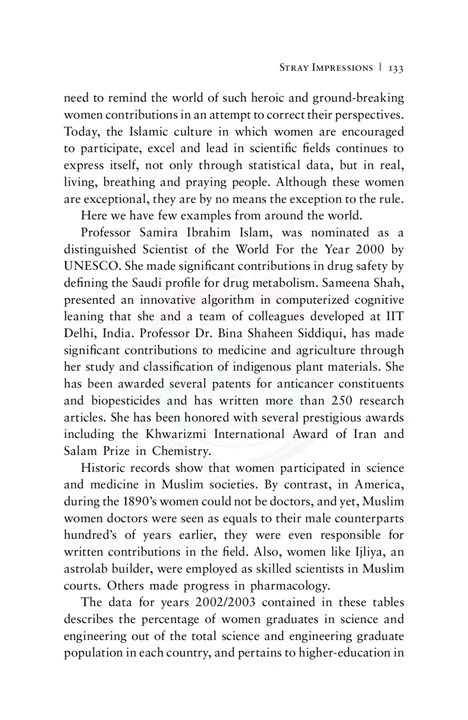 STRAY IMPRESSIONS | 133
need to remind the world of such heroic and ground-breaking
women contributions in an attempt to correct their perspectives.
Today, the Islamic culture in which women are encouraged
to participate, excel and lead in scientific fields continues to
express itself, not only through statistical data, but in real,
living, breathing and praying people. Although these women
are exceptional, they are by no means the exception to the rule.
Here we have few examples from around the world.
Professor Samira Ibrahim Islam, was nominated as a
distinguished Scientist of the World For the Year 2000 by
UNESCO. She made significant contributions in drug safety by
defining the Saudi profile for drug metabolism. Sameena Shah,
presented an innovative algorithm in computerized cognitive
leaning that she and a team of colleagues developed at IIT
Delhi, India. Professor Dr. Bina Shaheen Siddiqui, has made
significant contributions to medicine and agriculture through
her study and classification of indigenous plant materials. She
has been awarded several patents for anticancer constituents
and biopesticides and has written more than 250 research
articles. She has been honored with several prestigious awards
including the Khwarizmi International Award of Iran and
Salam Prize in Chemistry.
Historic records show that women participated in science
and medicine in Muslim societies. By contrast, in America,
during the 1890's women could not be doctors, and yet, Muslim
women doctors were seen as equals to their male counterparts
hundred's of years earlier, they were even responsible for
written contributions in the field. Also, women like Ijliya, an
astrolab builder, were employed as skilled scientists in Muslim
courts. Others made progress in pharmacology.
The data for years 2002/2003 contained in these tables
describes the percentage of women graduates in science and
engineering out of the total science and engineering graduate
population in each country, and pertains to higher-education in